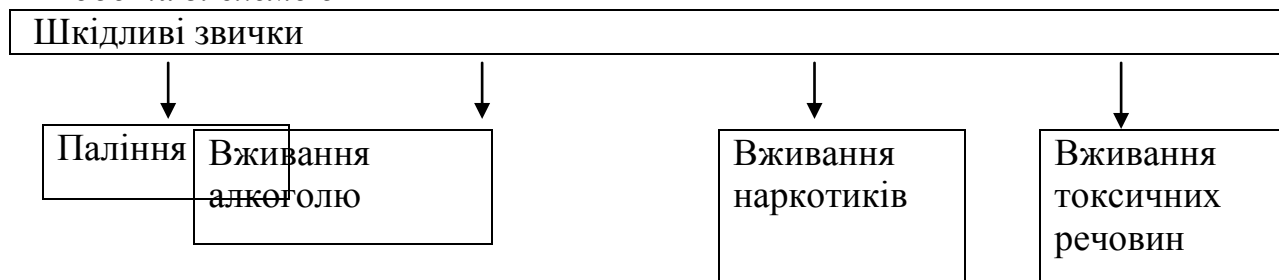 Шкідливі звички
Паління
Вживання
алкоголю
Вживання
наркотиків
Вживання
токсичних
речовин